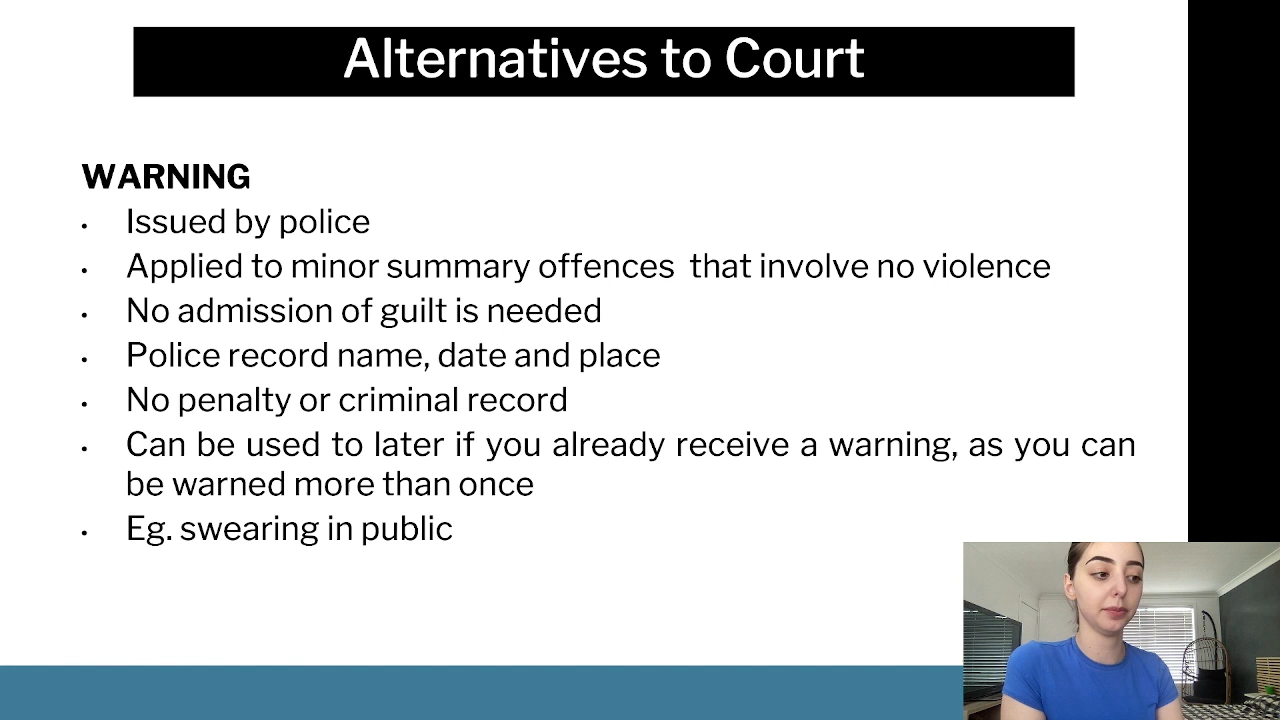 Alternatives to Court
WARNING
• Issued by police
• Applied to minor summary offences that involve no violence
• No admission of guilt is needed
• Police record name, date and place
• No penalty or criminal record
• Can be used to later if you already receive a warning, as you can
be warned more than once
• Eg. swearing in public